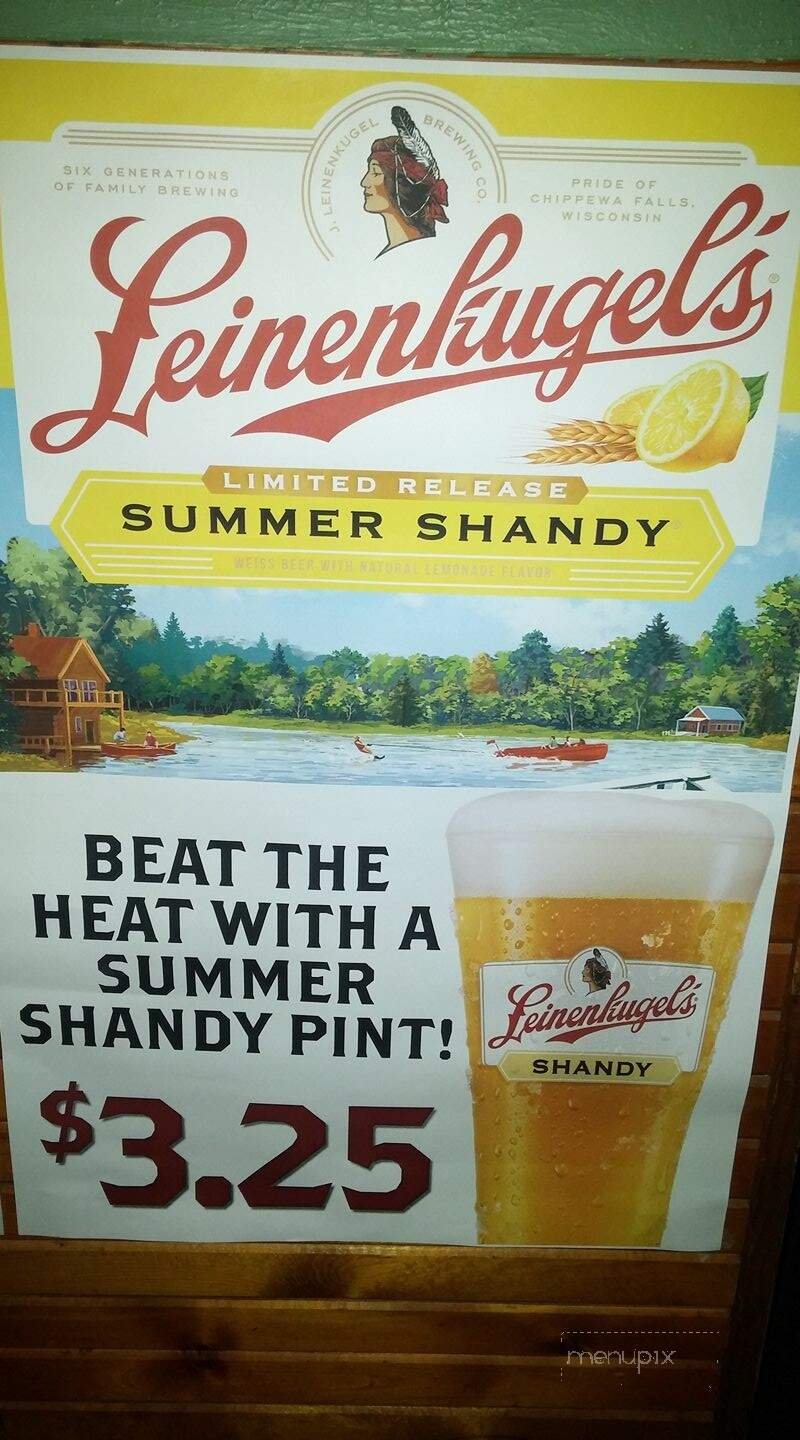 J. LEINENKUGEL BREWING CO.
SIX GENERATIONS
OF FAMILY BREWING
PRIDE OF
CHIPPEWA FALLS,
WISCONSIN
Leinenkugel's®
LIMITED RELEASE
SUMMER SHANDY®
WEISS BEER WITH NATURAL LEMONADE FLAVOR
BEAT THE
HEAT WITH A
SUMMER
SHANDY PINT!
$3.25
Leinenkugel's
SHANDY
menupix